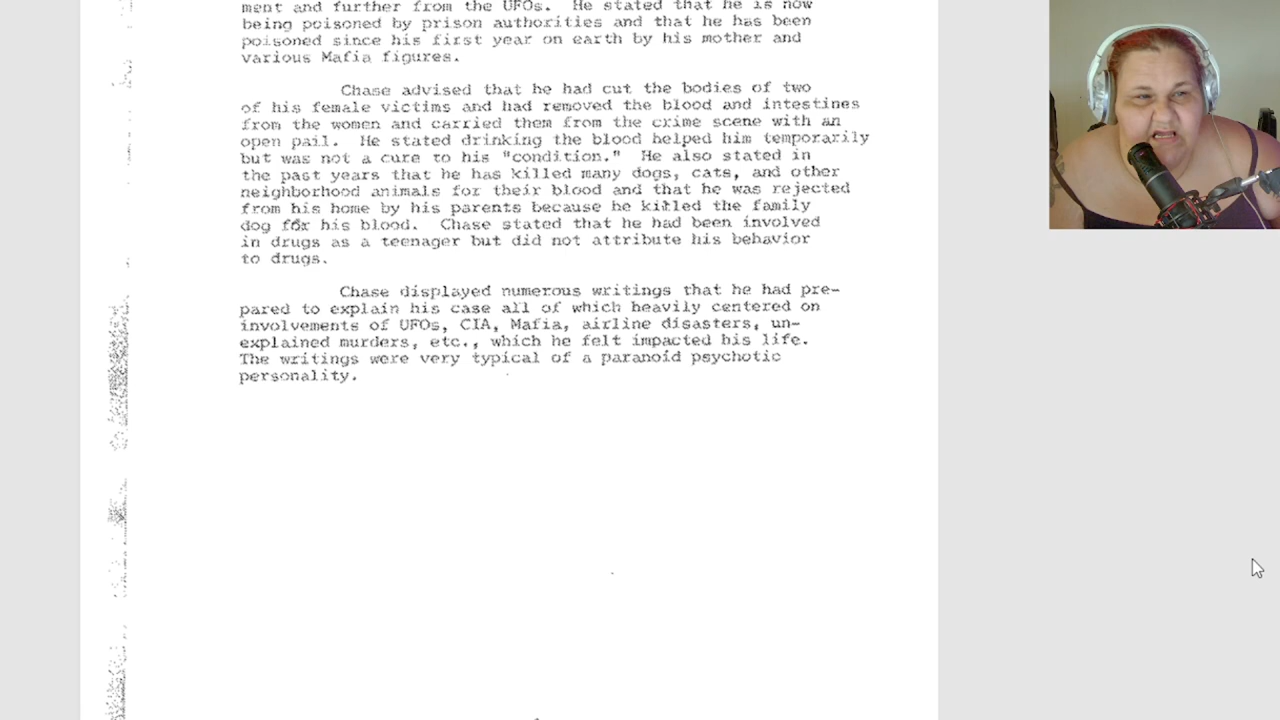 ment and further from the UFOs. He stated that he is now
being poisoned by prison authorities and that he has been
poisoned since his first year on earth by his mother and
various Mafia figures.
Chase advised that he had cut the bodies of two
of his female victims and had removed the blood and intestines
from the women and carried them from the crime scene with an
open pail. He stated drinking the blood helped him temporarily
but was not a cure to his "condition." He also stated in
the past years that he has killed many dogs, cats, and other
neighborhood animals for their blood and that he was rejected
from his home by his parents because he killed the family
dog for his blood. Chase stated that he had been involved
in drugs as a teenager but did not attribute his behavior
to drugs.
Chase displayed numerous writings that he had pre-
pared to explain his case all of which heavily centered on
involvements of UFOs, CIA, Mafia, airline disasters, un-
explained murders, etc., which he felt impacted his life.
The writings were very typical of a paranoid psychotic
personality.